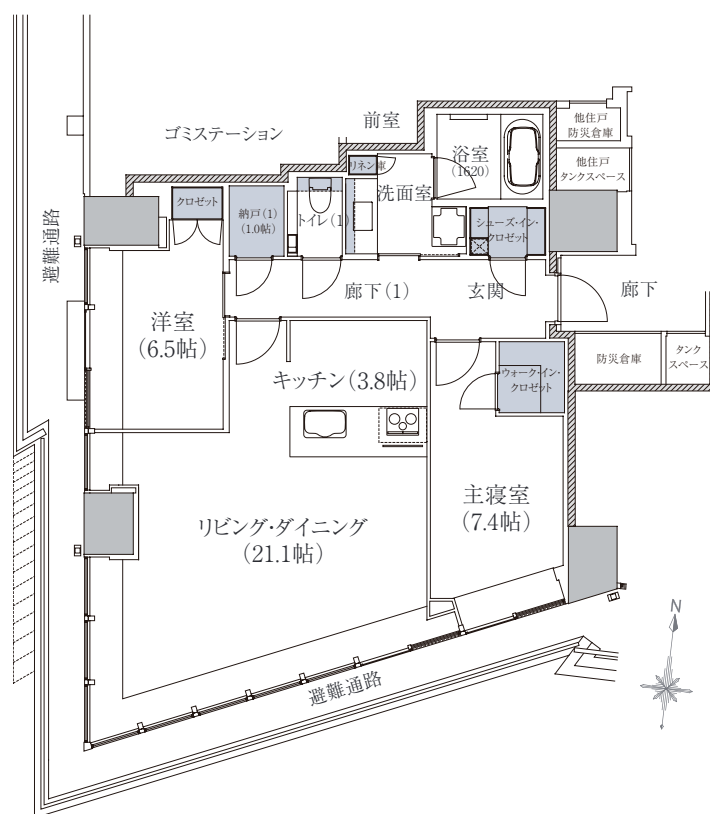 ゴミステーション
前室
他住戸
防災倉庫
浴室
(1620)
リネン庫
洗面室
他住戸
タンクスペース
クロゼット
納戸(1)
(1.0帖)
トイレ(1)
シューズ・イン・
クロゼット
避難通路
廊下(1)
玄関
廊下
洋室
(6.5帖)
防災倉庫
タンク
スペース
キッチン(3.8帖)
ウォーク・イン・
クロゼット
主寝室
(7.4帖)
リビング・ダイニング
(21.1帖)
N
避難通路